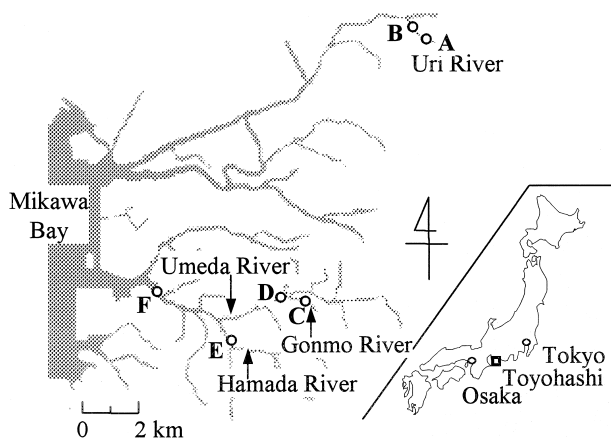 B
A
Uri River
Mikawa
Bay
Umeda River
F
D
C
E
Gonmo River
Hamada River
0 2 km
Tokyo
Toyohashi
Osaka